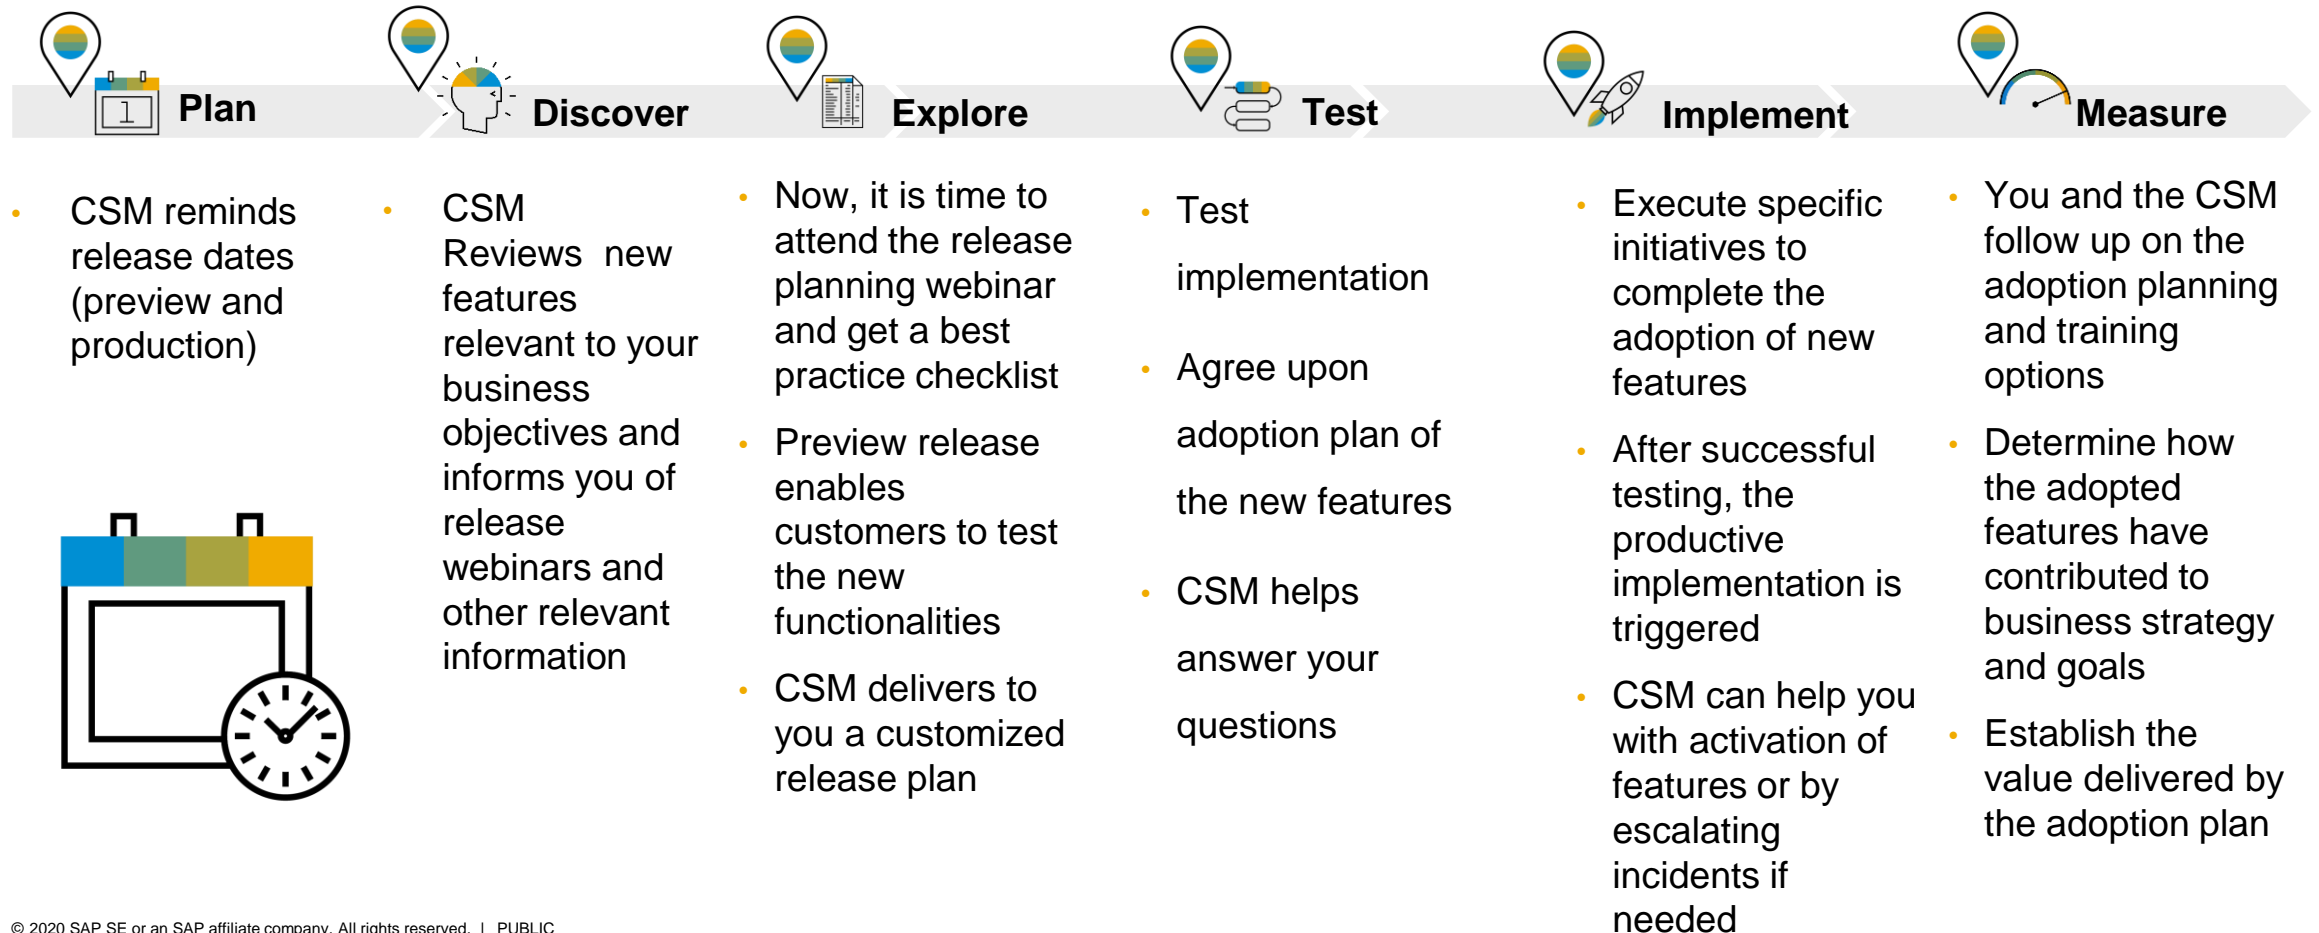 Plan
Discover
Explore
Test
Implement
Measure
1
• CSM reminds
release dates
(preview and
production)
• CSM
Reviews new
features
relevant to your
business
objectives and
informs you of
release
webinars and
other relevant
information
• Now, it is time to
attend the release
planning webinar
and get a best
practice checklist
• Preview release
enables
customers to test
the new
functionalities
• CSM delivers to
you a customized
release plan
• Test
implementation
• Agree upon
adoption plan of
the new features
• CSM helps
answer your
questions
• Execute specific
initiatives to
complete the
adoption of new
features
• After successful
testing, the
productive
implementation is
triggered
• CSM can help you
with activation of
features or by
escalating
incidents if
needed
• You and the CSM
follow up on the
adoption planning
and training
options
• Determine how
the adopted
features have
contributed to
business strategy
and goals
• Establish the
value delivered by
the adoption plan
© 2020 SAP SE or an SAP affiliate company. All rights reserved. | PUBLIC